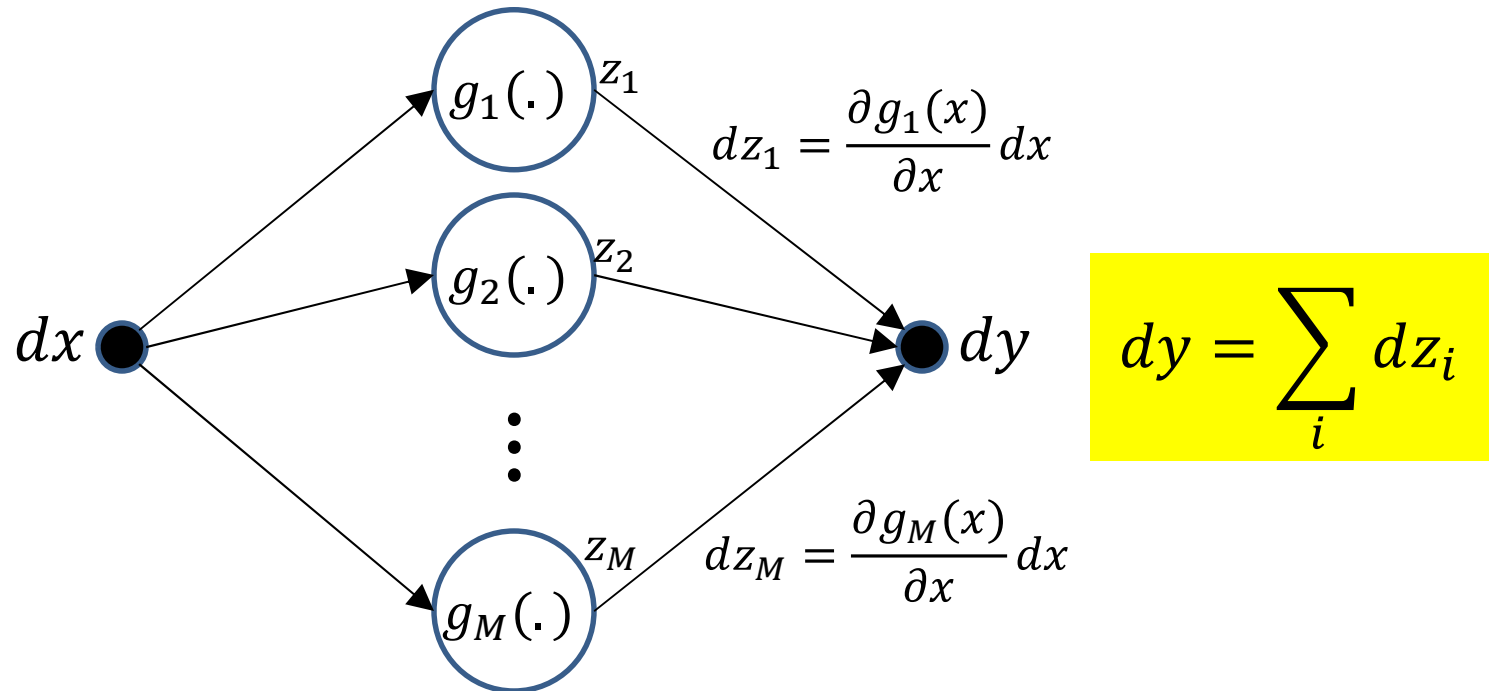 g₁(.)
z₁
dz₁ = ∂g₁(x)/∂x dx
g₂(.)
z₂
dx
dy
dy = ∑ᵢ dzᵢ
⋮
g_M(.)
z_M
dz_M = ∂g_M(x)/∂x dx